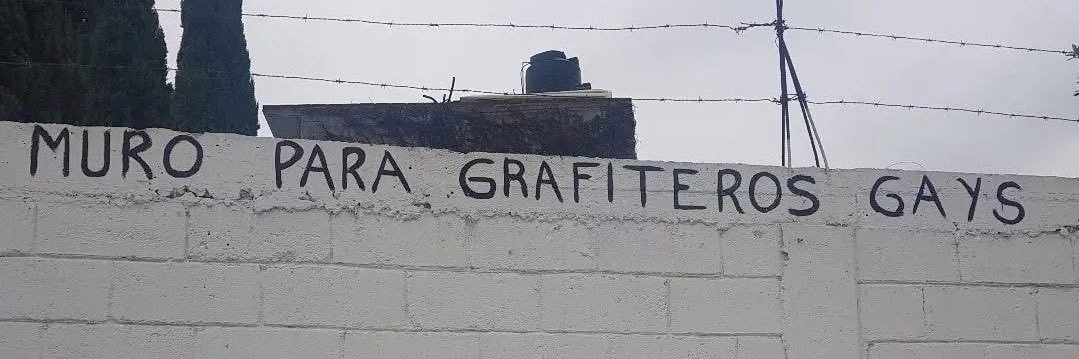 MURO PARA GRAFITEROS GAYS